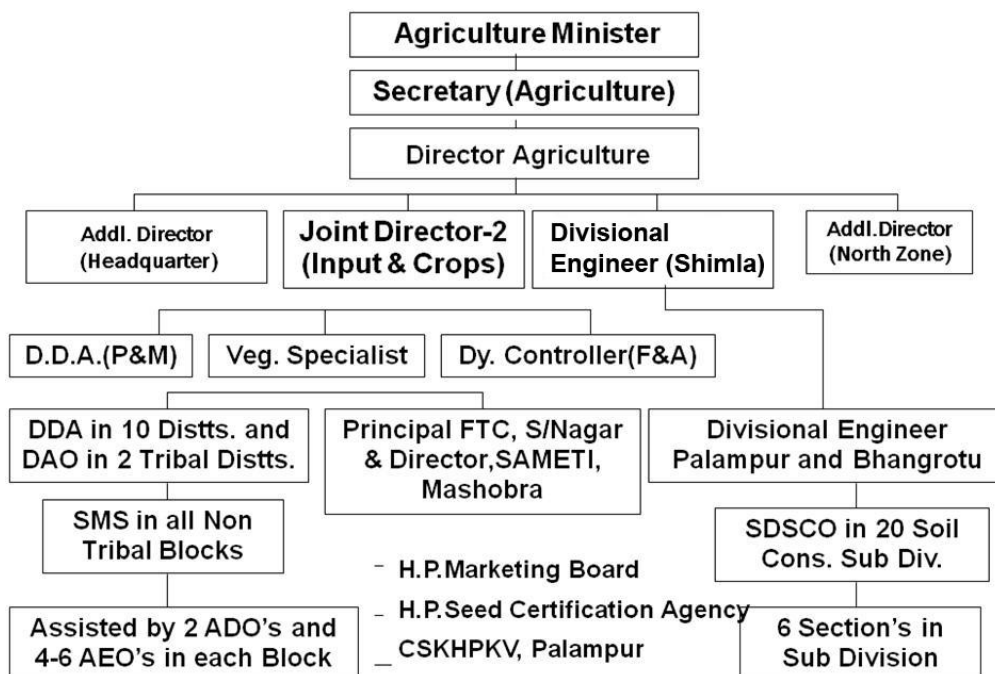 Agriculture Minister
Secretary (Agriculture)
Director Agriculture
Addl. Director
(Headquarter)
Joint Director-2
(Input & Crops)
Divisional
Engineer (Shimla)
Addl.Director
(North Zone)
D.D.A.(P&M)
Veg. Specialist
Dy. Controller(F&A)
DDA in 10 Distts. and
DAO in 2 Tribal Distts.
Principal FTC, S/Nagar
& Director,SAMETI,
Mashobra
Divisional Engineer
Palampur and Bhangrotu
SMS in all Non
Tribal Blocks
SDSCO in 20 Soil
Cons. Sub Div.
– H.P.Marketing Board
– H.P.Seed Certification Agency
– CSKHPKV, Palampur
Assisted by 2 ADO's and
4-6 AEO's in each Block
6 Section's in
Sub Division